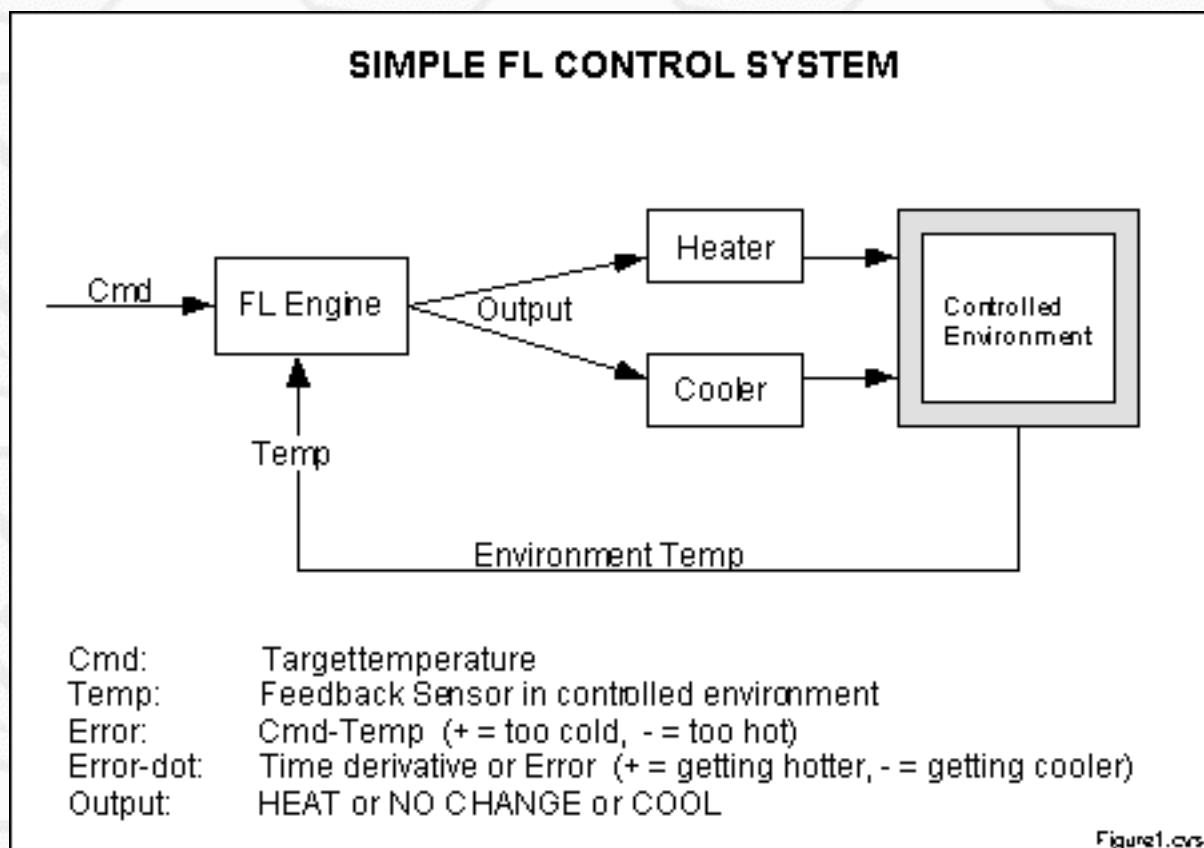 SIMPLE FL CONTROL SYSTEM
Cmd
FL Engine
Output
Heater
Cooler
Controlled
Environment
Temp
Environment Temp
Cmd: Targettemperature
Temp: Feedback Sensor in controlled environment
Error: Cmd-Temp (+ = too cold, - = too hot)
Error-dot: Time derivative or Error (+ = getting hotter, - = getting cooler)
Output: HEAT or NO CHANGE or COOL
Figure1.cvs